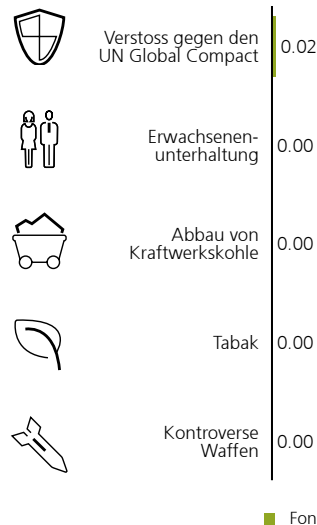 Verstoss gegen den
UN Global Compact
0.02
Erwachsenen-
unterhaltung
0.00
Abbau von
Kraftwerkskohle
0.00
Tabak
0.00
Kontroverse
Waffen
0.00
Fon